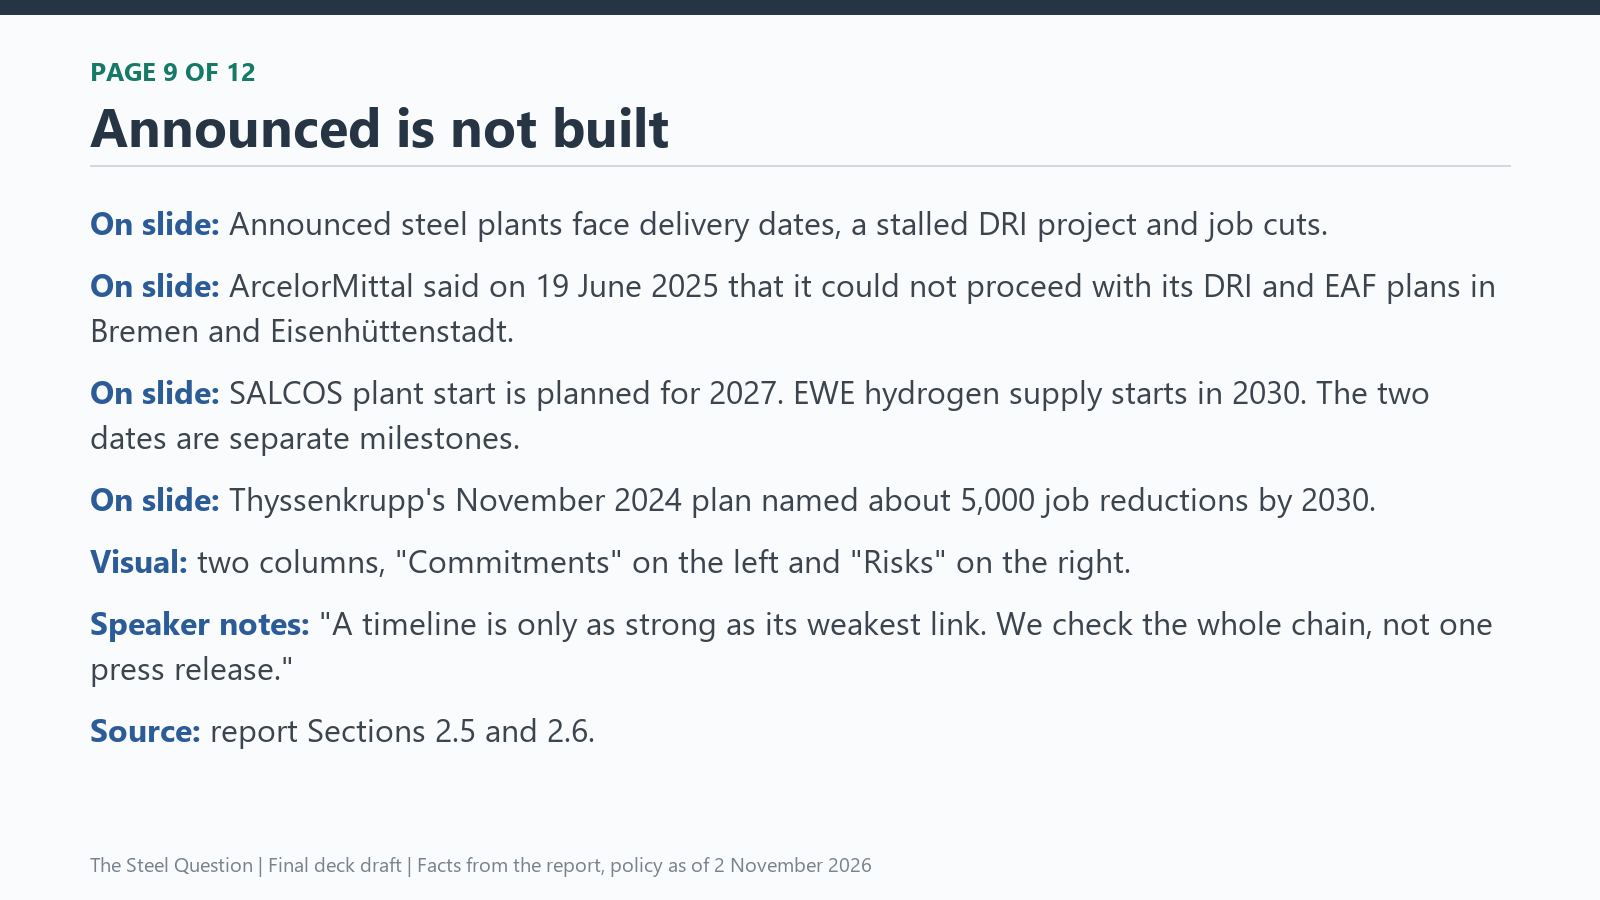 PAGE 9 OF 12
Announced is not built
On slide: Announced steel plants face delivery dates, a stalled DRI project and job cuts.
On slide: ArcelorMittal said on 19 June 2025 that it could not proceed with its DRI and EAF plans in
Bremen and Eisenhüttenstadt.
On slide: SALCOS plant start is planned for 2027. EWE hydrogen supply starts in 2030. The two
dates are separate milestones.
On slide: Thyssenkrupp's November 2024 plan named about 5,000 job reductions by 2030.
Visual: two columns, "Commitments" on the left and "Risks" on the right.
Speaker notes: "A timeline is only as strong as its weakest link. We check the whole chain, not one
press release."
Source: report Sections 2.5 and 2.6.
The Steel Question | Final deck draft | Facts from the report, policy as of 2 November 2026